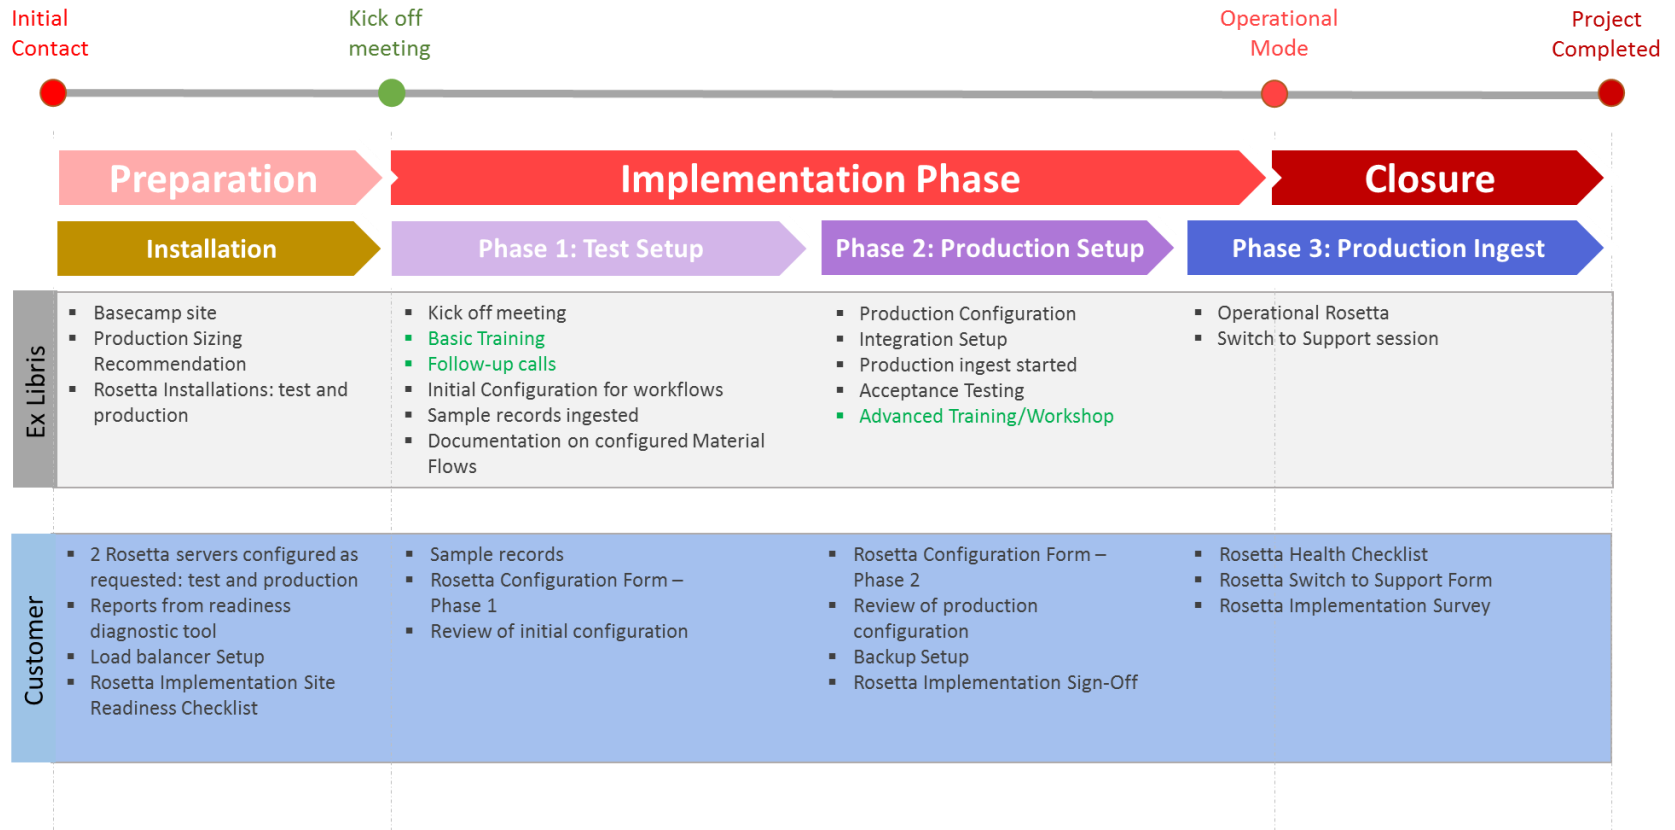 Initial
Contact
Kick off
meeting
Operational
Mode
Project
Completed
Preparation
Implementation Phase
Closure
Installation
Phase 1: Test Setup
Phase 2: Production Setup
Phase 3: Production Ingest
Ex Libris
▪ Basecamp site
▪ Production Sizing
Recommendation
▪ Rosetta Installations: test and
production
▪ Kick off meeting
▪ Basic Training
▪ Follow-up calls
▪ Initial Configuration for workflows
▪ Sample records ingested
▪ Documentation on configured Material
Flows
▪ Production Configuration
▪ Integration Setup
▪ Production ingest started
▪ Acceptance Testing
▪ Advanced Training/Workshop
▪ Operational Rosetta
▪ Switch to Support session
Customer
▪ 2 Rosetta servers configured as
requested: test and production
▪ Reports from readiness
diagnostic tool
▪ Load balancer Setup
▪ Rosetta Implementation Site
Readiness Checklist
▪ Sample records
▪ Rosetta Configuration Form –
Phase 1
▪ Review of initial configuration
▪ Rosetta Configuration Form –
Phase 2
▪ Review of production
configuration
▪ Backup Setup
▪ Rosetta Implementation Sign-Off
▪ Rosetta Health Checklist
▪ Rosetta Switch to Support Form
▪ Rosetta Implementation Survey